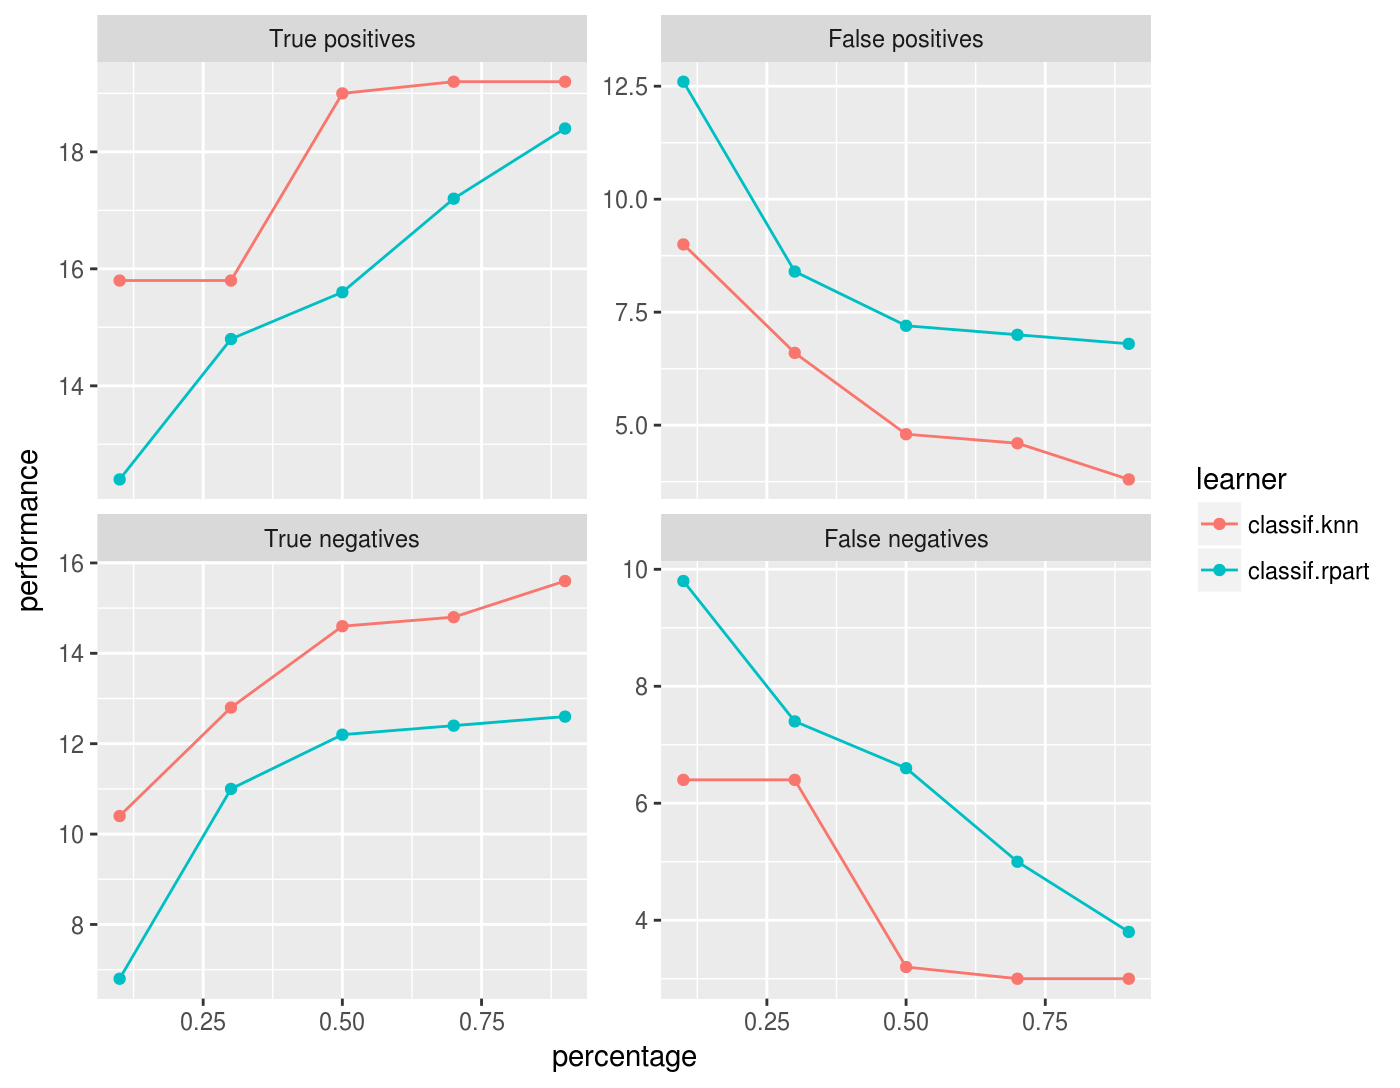 True positives
False positives
18
16
14
12.5
10.0
7.5
5.0
True negatives
False negatives
16
14
12
10
8
10
8
6
4
0.25 0.50 0.75
0.25 0.50 0.75
percentage
performance
learner
classif.knn
classif.rpart